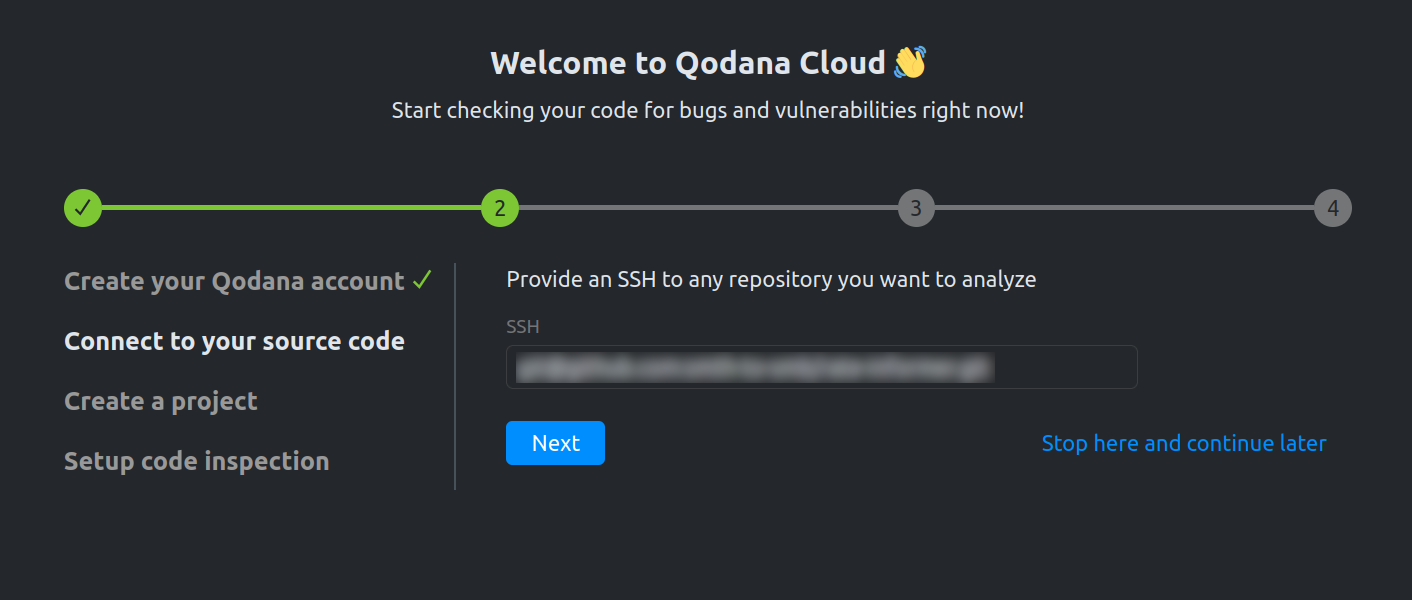 Welcome to Qodana Cloud 👋
Start checking your code for bugs and vulnerabilities right now!
2
3
4
Create your Qodana account
Connect to your source code
Create a project
Setup code inspection
Provide an SSH to any repository you want to analyze
SSH
Next
Stop here and continue later